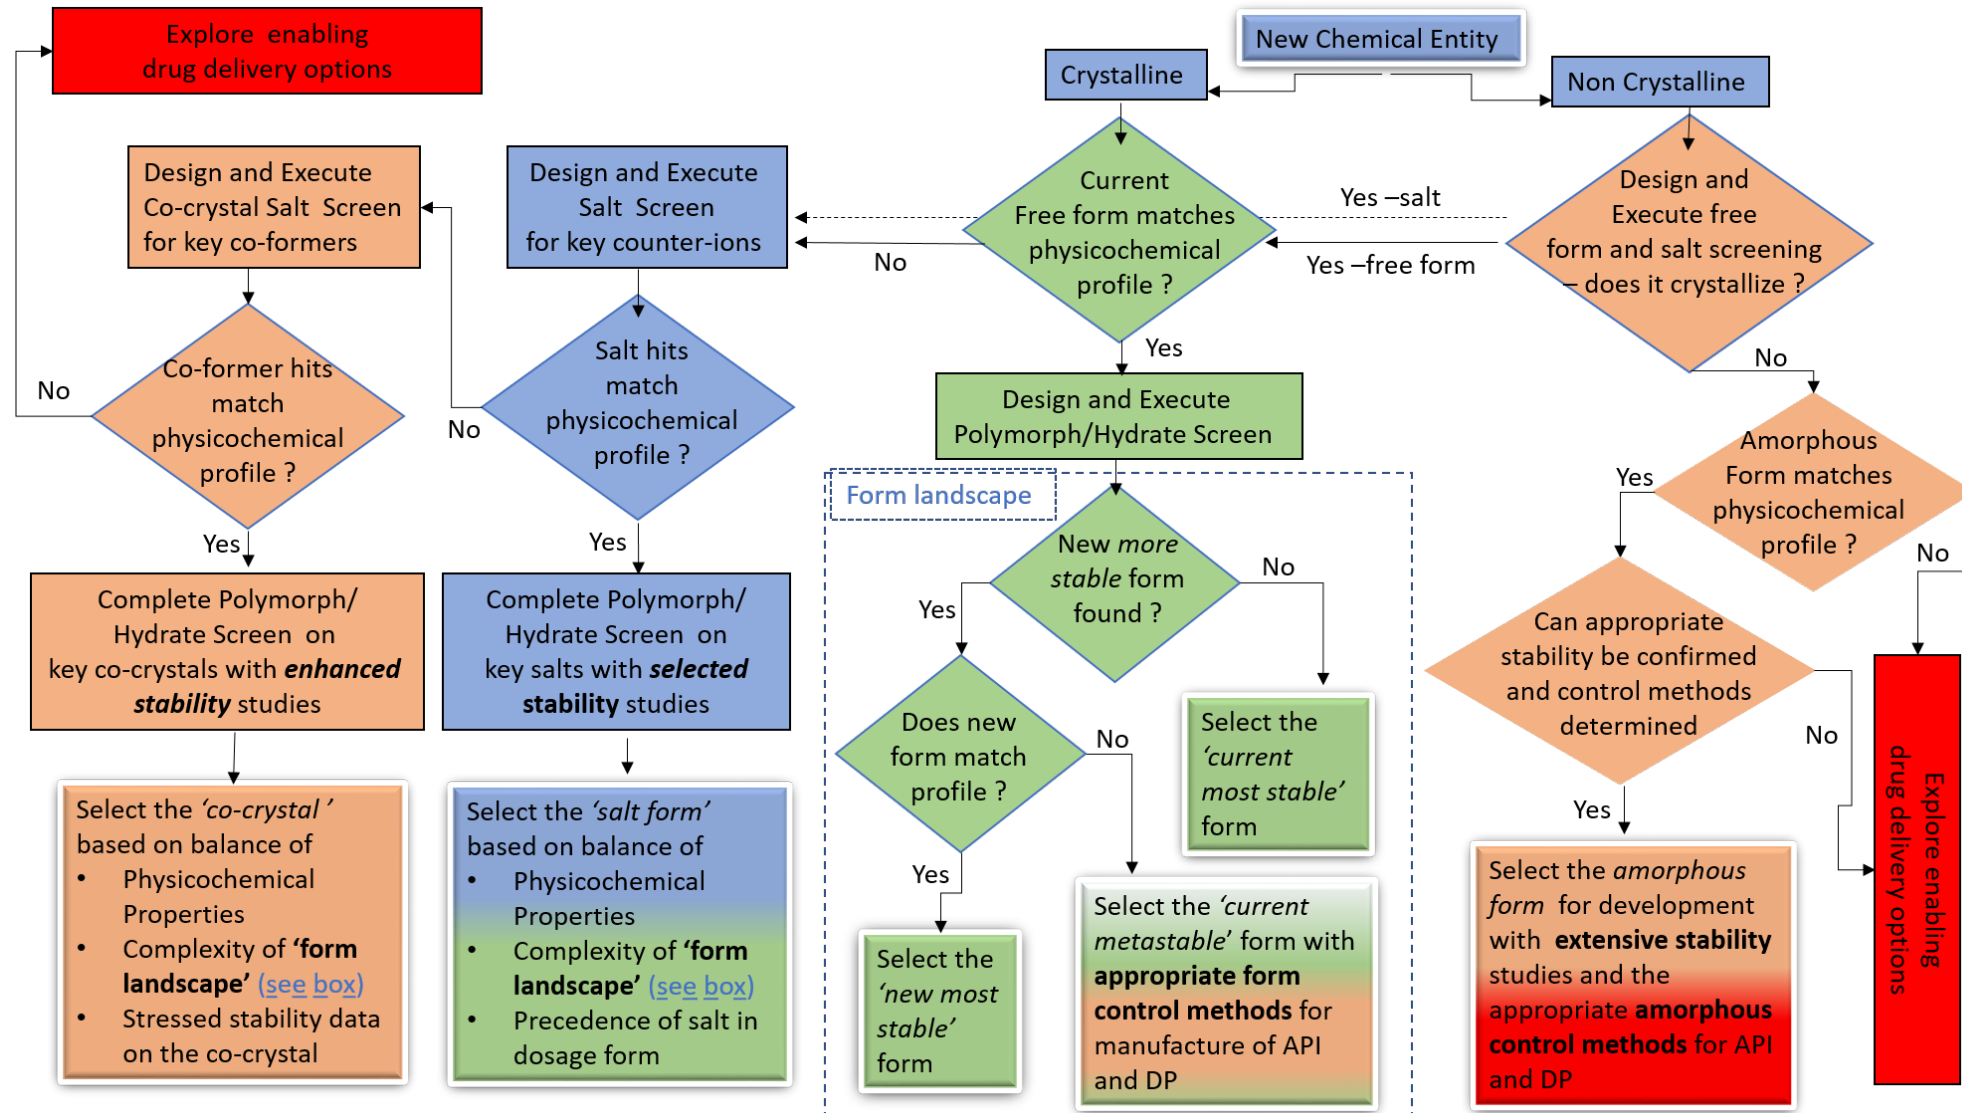 Explore enabling
drug delivery options
New Chemical Entity
Crystalline
Non Crystalline
Design and Execute
Co-crystal Salt Screen
for key co-formers
Design and Execute
Salt Screen
for key counter-ions
Current
Free form matches
physicochemical
profile ?
Yes –salt
Yes –free form
No
Design and
Execute free
form and salt screening
– does it crystallize ?
No
Yes
Co-former hits
match
physicochemical
profile ?
No
Yes
Salt hits
match
physicochemical
profile ?
No
Yes
Design and Execute
Polymorph/Hydrate Screen
Form landscape
New more
stable form
found ?
Yes
No
Does new
form match
profile ?
No
Yes
Select the
‘current
most stable’
form
Select the
‘new most
stable’
form
Select the ‘current
metastable’ form with
appropriate form
control methods for
manufacture of API
and DP
Amorphous
Form matches
physicochemical
profile ?
Yes
No
Can appropriate
stability be confirmed
and control methods
determined
No
Yes
Explore enabling
drug delivery options
Select the amorphous
form for development
with extensive stability
studies and the
appropriate amorphous
control methods for API
and DP
Complete Polymorph/
Hydrate Screen on
key co-crystals with enhanced
stability studies
Complete Polymorph/
Hydrate Screen on
key salts with selected
stability studies
Select the ‘co-crystal ’
based on balance of
• Physicochemical
Properties
• Complexity of ‘form
landscape’ (see box)
• Stressed stability data
on the co-crystal
Select the ‘salt form’
based on balance of
• Physicochemical
Properties
• Complexity of ‘form
landscape’ (see box)
• Precedence of salt in
dosage form